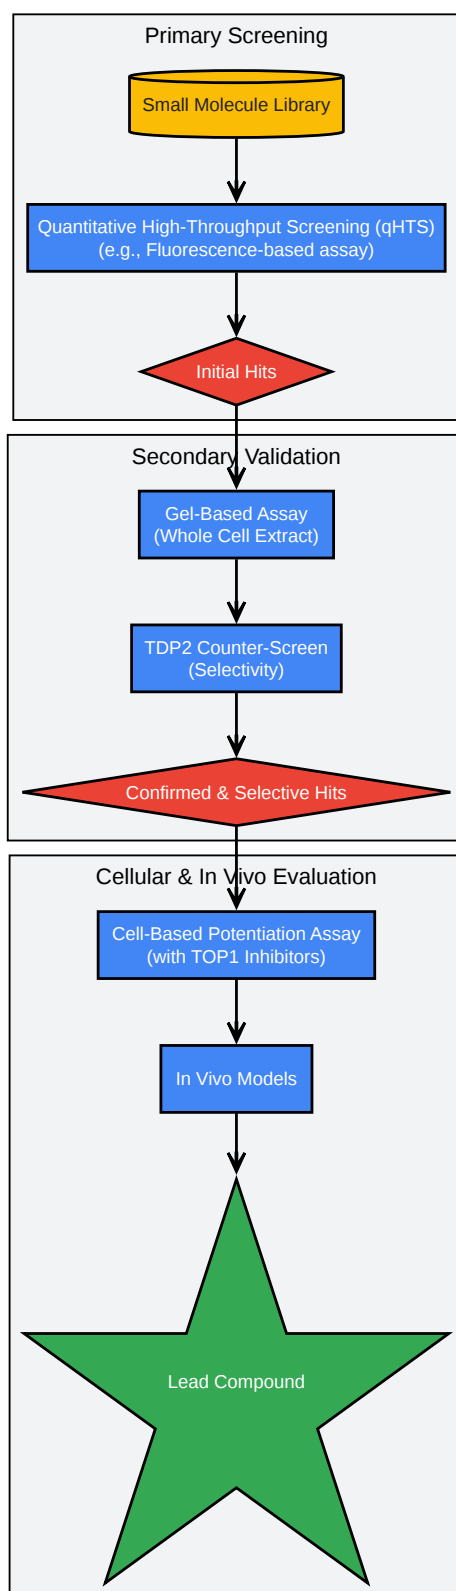 Primary Screening
Small Molecule Library
Quantitative High-Throughput Screening (qHTS)
(e.g., Fluorescence-based assay)
Initial Hits
Secondary Validation
Gel-Based Assay
(Whole Cell Extract)
TDP2 Counter-Screen
(Selectivity)
Confirmed & Selective Hits
Cellular & In Vivo Evaluation
Cell-Based Potentiation Assay
(with TOP1 Inhibitors)
In Vivo Models
Lead Compound